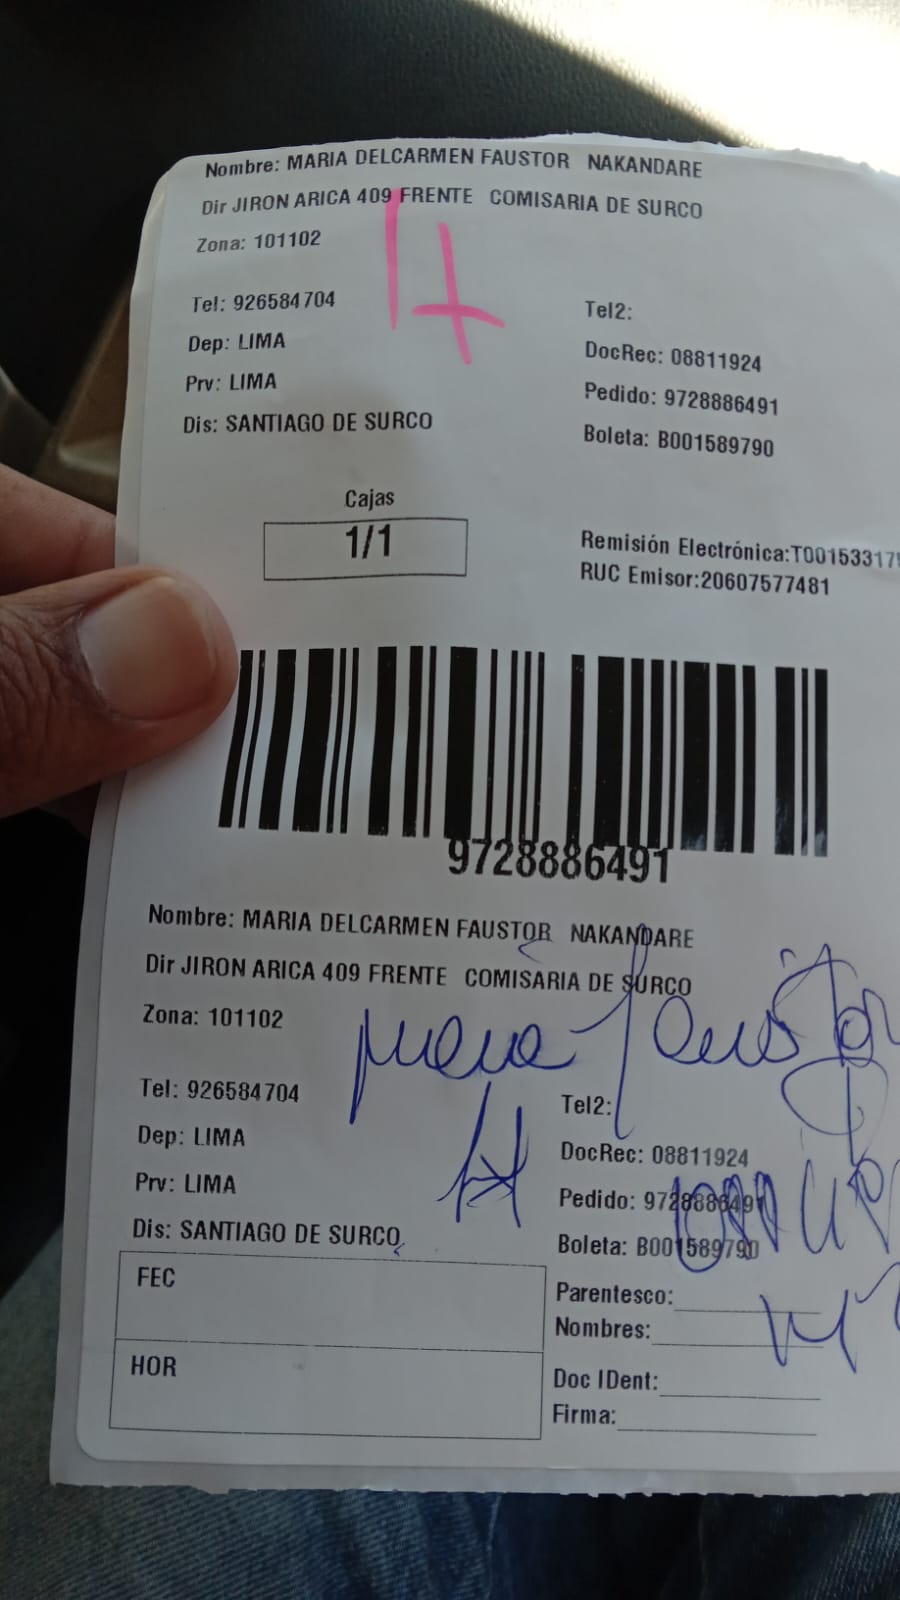 Nombre: MARIA DELCARMEN FAUSTOR NAKANDARE
Dir JIRON ARICA 409 FRENTE COMISARIA DE SURCO
Zona: 101102
17
Tel: 926584704
Tel2:
Dep: LIMA
DocRec: 08811924
Prv: LIMA
Pedido: 9728886491
Dis: SANTIAGO DE SURCO
Boleta: B001589790
Cajas
1/1
Remisión Electrónica:T00153317
RUC Emisor:20607577481
9728886491
Nombre: MARIA DELCARMEN FAUSTOR NAKANDARE
Dir JIRON ARICA 409 FRENTE COMISARIA DE SURCO
Zona: 101102
Tel: 926584704
Tel2:
Dep: LIMA
DocRec: 08811924
Prv: LIMA
Pedido: 9728886491
Dis: SANTIAGO DE SURCO
Boleta: B001589790
FEC
Parentesco:
Nombres:
HOR
Doc IDent:
Firma: